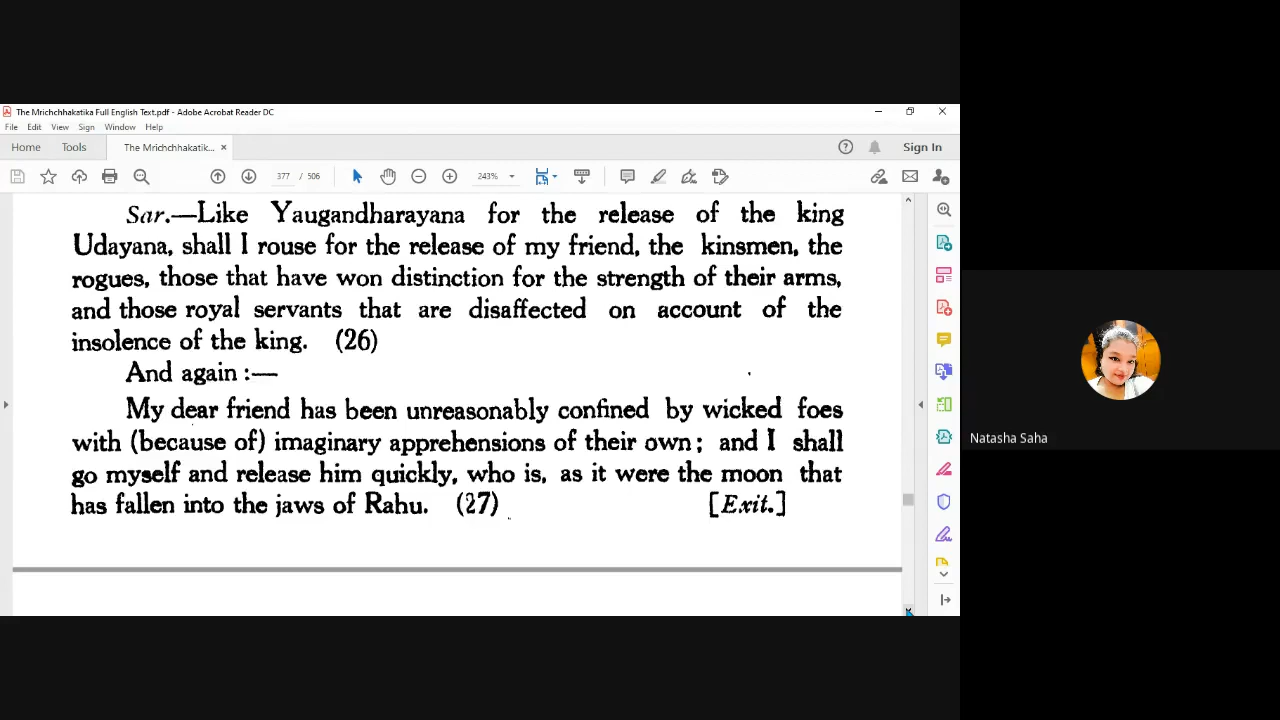 The Mrichchhakatika Full English Text.pdf - Adobe Acrobat Reader DC
File Edit View Sign Window Help
Home Tools The Mrichchhakatik... × Sign In
377 / 506 243%
Sar.—Like Yaugandharayana for the release of the king
Udayana, shall I rouse for the release of my friend, the kinsmen, the
rogues, those that have won distinction for the strength of their arms,
and those royal servants that are disaffected on account of the
insolence of the king. (26)
And again :—
My dear friend has been unreasonably confined by wicked foes
with (because of) imaginary apprehensions of their own; and I shall
go myself and release him quickly, who is, as it were the moon that
has fallen into the jaws of Rahu. (27) [Exit.]
Natasha Saha